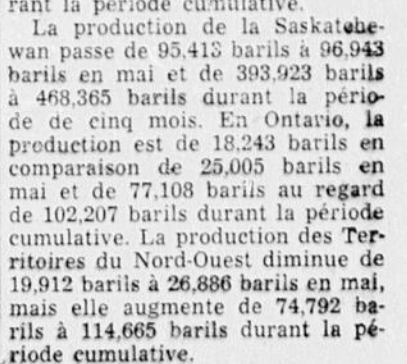 rant la période cumulative.
La production de la Saskatche-
wan passe de 95,413 barils à 96,943
barils en mai et de 393,923 barils
à 468,365 barils durant la pério-
de de cinq mois. En Ontario, la
production est de 18,243 barils en
comparaison de 25,005 barils en
mai et de 77,108 barils au regard
de 102,207 barils durant la période
cumulative. La production des Ter-
ritoires du Nord-Ouest diminue de
19,912 barils à 26,886 barils en mai,
mais elle augmente de 74,792 ba-
rils à 114,665 barils durant la pé-
riode cumulative.